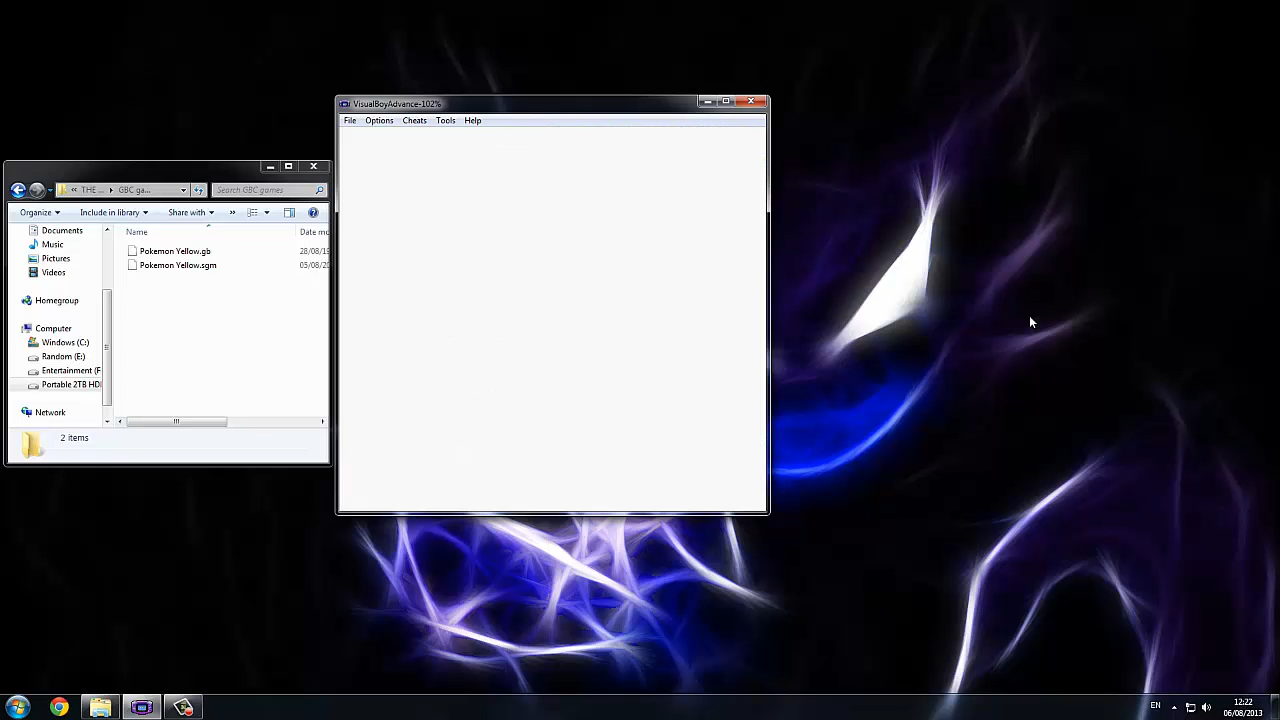 VisualBoyAdvance-102%
File Options Cheats Tools Help
« THE ... GBC ga...
Search GBC games
Organize Include in library Share with »
Documents
Music
Pictures
Videos
Homegroup
Computer
Windows (C:)
Random (E:)
Entertainment (F
Portable 2TB HD
Network
Name Date mo
Pokemon Yellow.gb 28/08/19
Pokemon Yellow.sgm 05/08/20
2 items
EN
12:22
06/08/2013